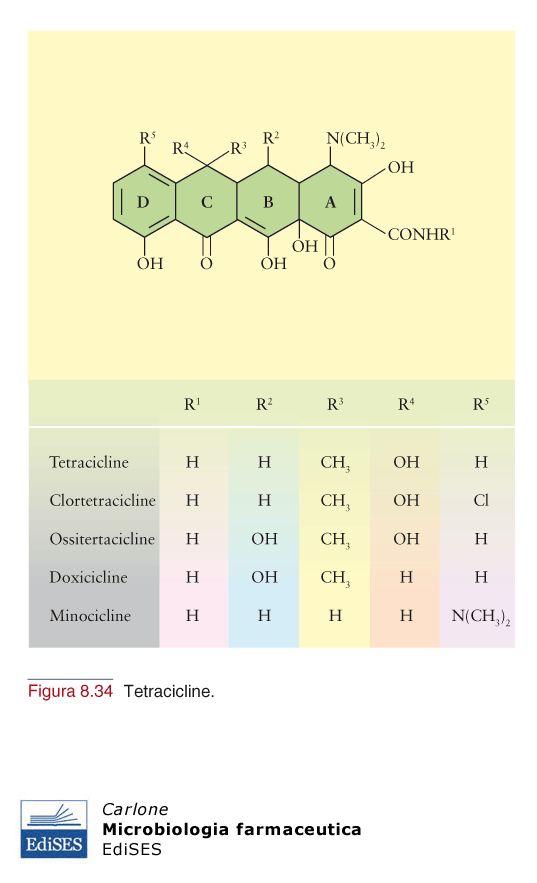 R⁵ R⁴ R³ R² N(CH₃)₂
OH
D C B A
CONHR¹
OH
OH O OH O
R¹ R² R³ R⁴ R⁵
Tetracicline H H CH₃ OH H
Clortetracicline H H CH₃ OH Cl
Ossitertacicline H OH CH₃ OH H
Doxicicline H OH CH₃ H H
Minocicline H H H H N(CH₃)₂
Figura 8.34 Tetracicline.
Carlone
Microbiologia farmaceutica
EdiSES EdiSES